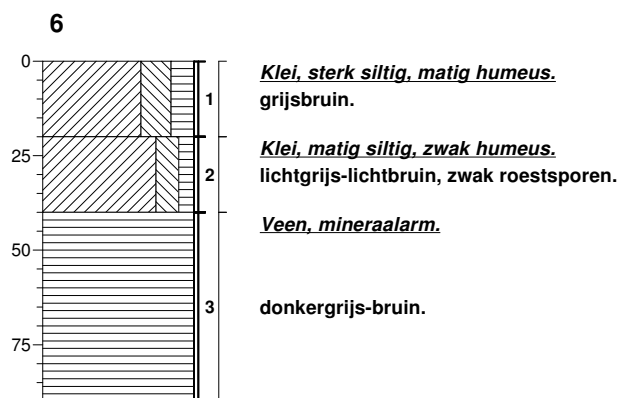 6
0
1
Klei, sterk siltig, matig humeus.
grijsbruin.
25
2
Klei, matig siltig, zwak humeus.
lichtgrijs-lichtbruin, zwak roestsporen.
Veen, mineraalarm.
50
3
donkergrijs-bruin.
75